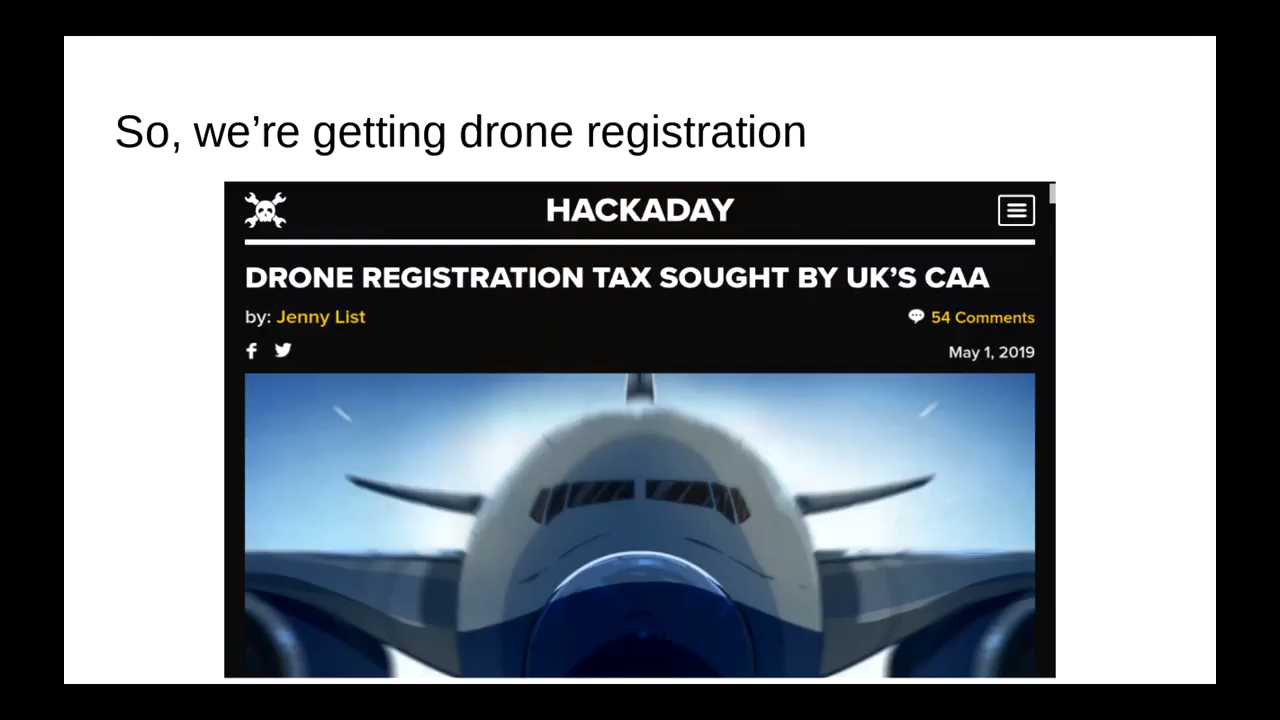 So, we’re getting drone registration
HACKADAY
DRONE REGISTRATION TAX SOUGHT BY UK’S CAA
by: Jenny List
54 Comments
May 1, 2019